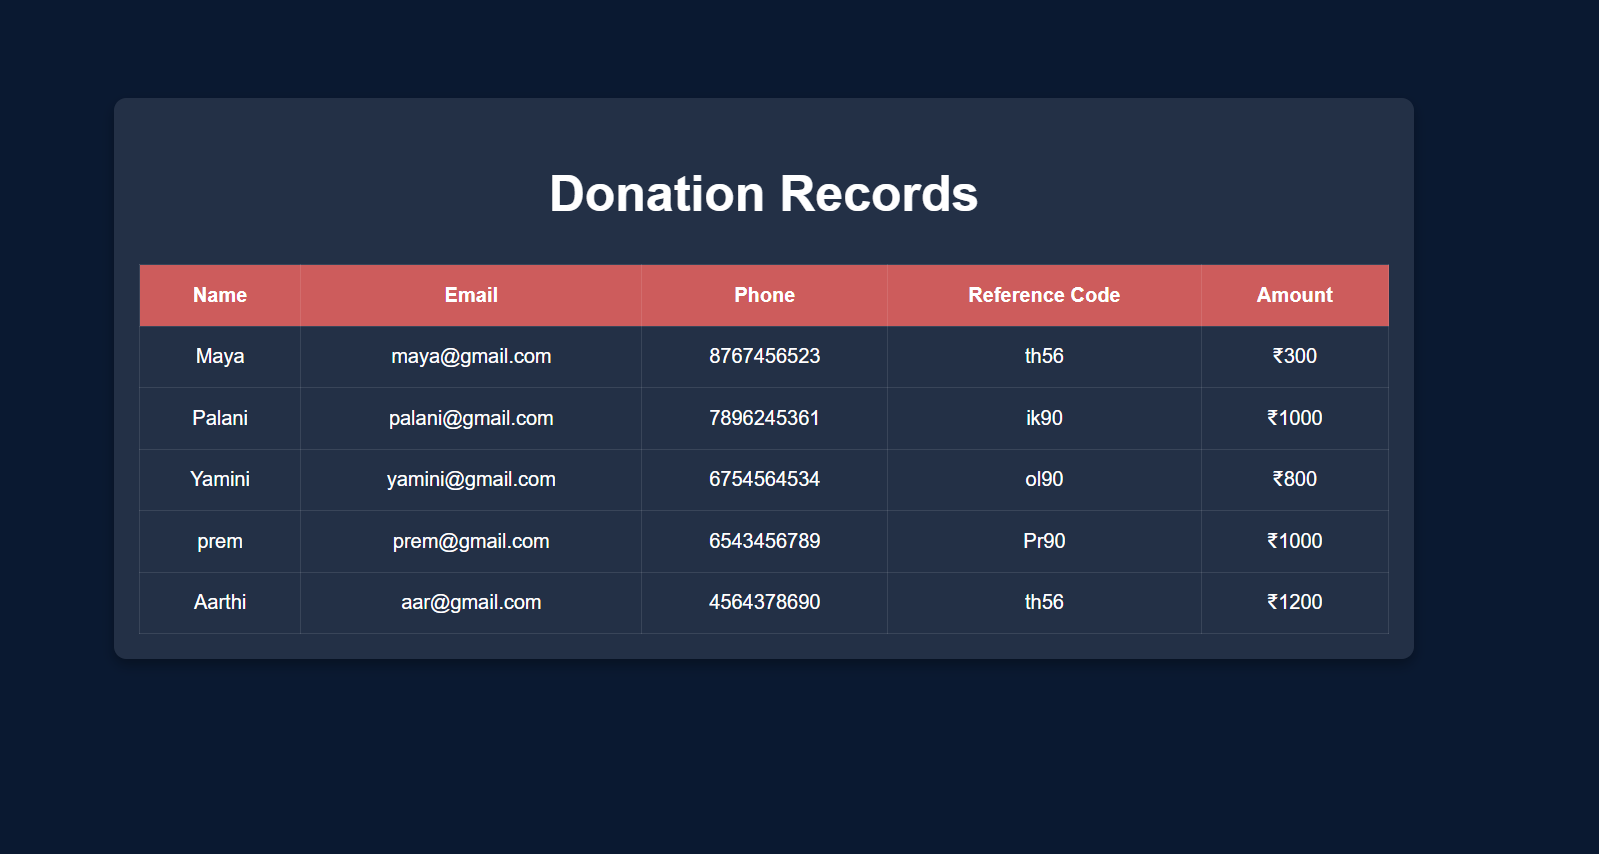 Donation Records
Name Email Phone Reference Code Amount
Maya maya@gmail.com 8767456523 th56 ₹300
Palani palani@gmail.com 7896245361 ik90 ₹1000
Yamini yamini@gmail.com 6754564534 ol90 ₹800
prem prem@gmail.com 6543456789 Pr90 ₹1000
Aarthi aar@gmail.com 4564378690 th56 ₹1200